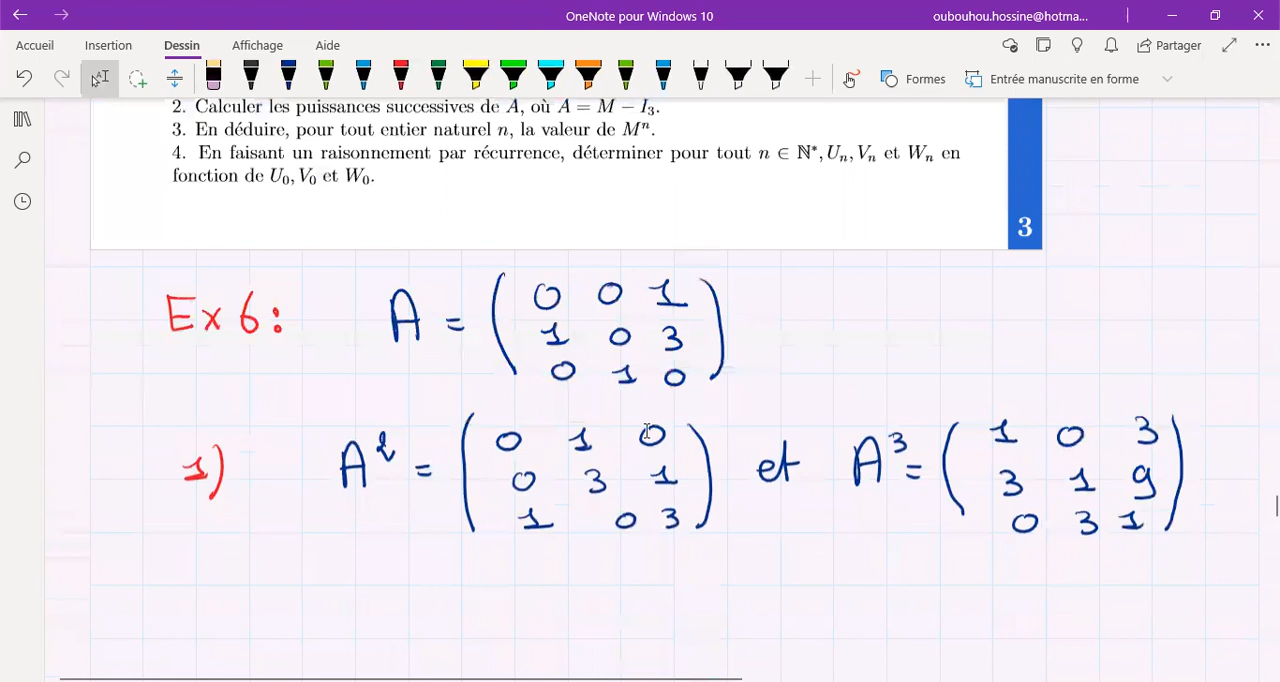 OneNote pour Windows 10
oubouhou.hossine@hotma...
Accueil Insertion Dessin Affichage Aide Partager
Formes Entrée manuscrite en forme
2. Calculer les puissances successives de A, où A = M − I₃.
3. En déduire, pour tout entier naturel n, la valeur de Mⁿ.
4. En faisant un raisonnement par récurrence, déterminer pour tout n ∈ ℕ*, Uₙ, Vₙ et Wₙ en
fonction de U₀, V₀ et W₀.
3
Ex 6: A = ( 0 0 1
1 0 3
0 1 0 )
1) A² = ( 0 1 0
0 3 1
1 0 3 ) et A³ = ( 1 0 3
3 1 9
0 3 1 )